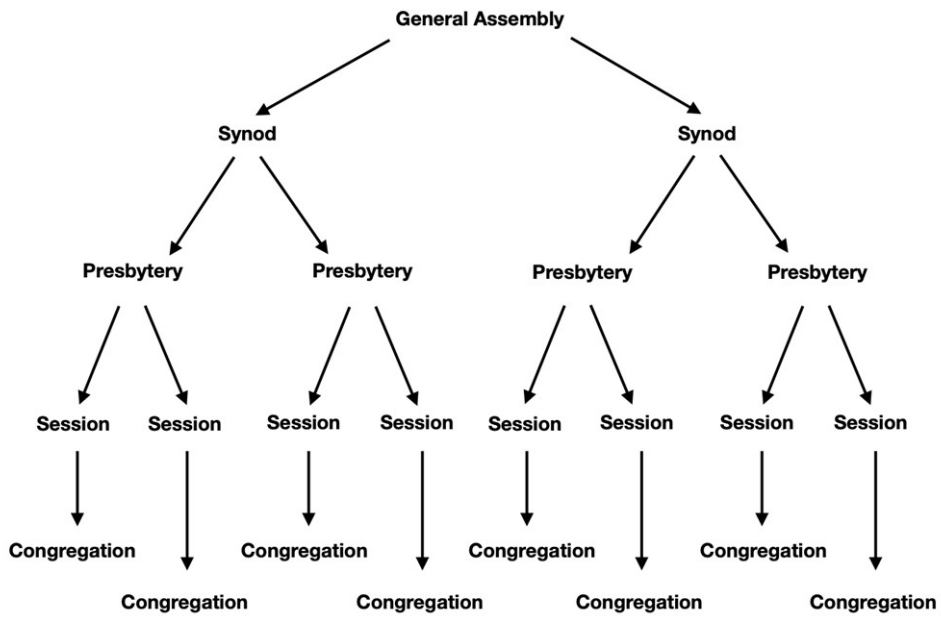 General Assembly
Synod Synod
Presbytery Presbytery Presbytery Presbytery
Session Session Session Session Session Session Session Session
Congregation Congregation Congregation Congregation
Congregation Congregation Congregation Congregation